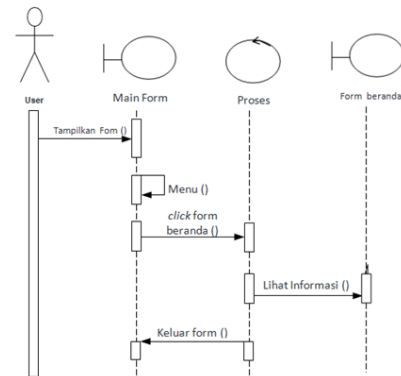 User
Main Form
Proses
Form beranda
Tampilkan Fom ()
Menu ()
click form
beranda ()
Lihat Informasi ()
Keluar form ()